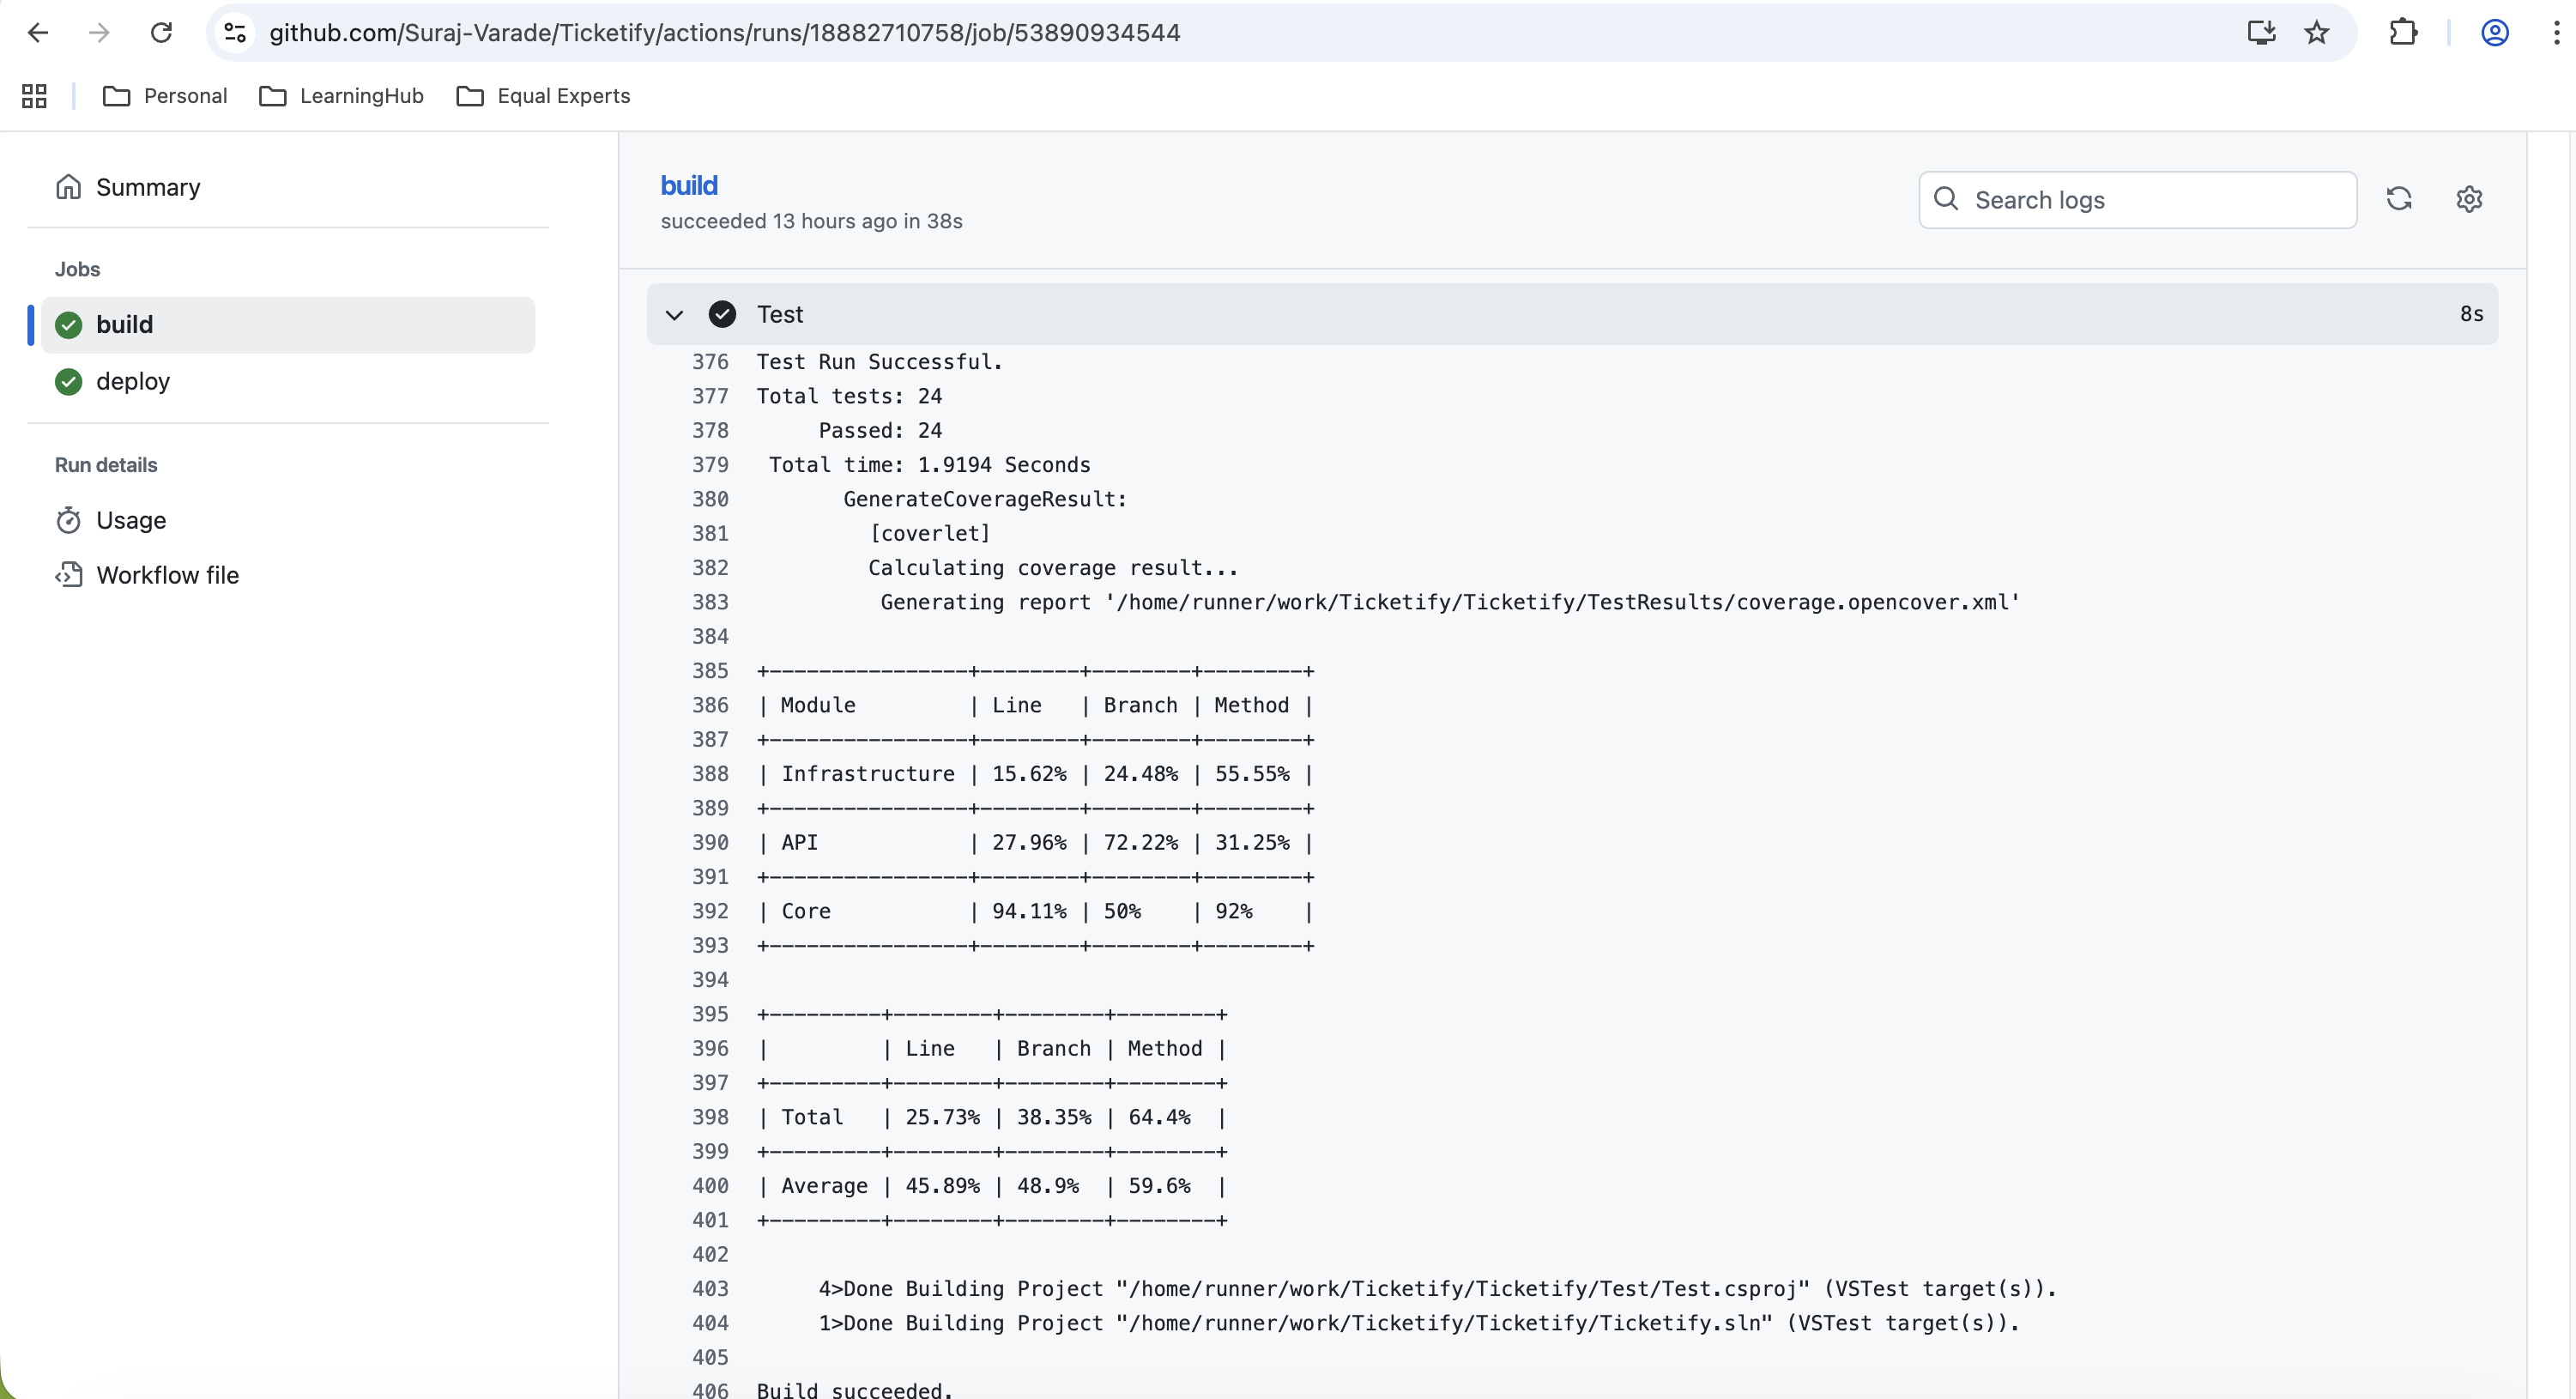 github.com/Suraj-Varade/Ticketify/actions/runs/18882710758/job/53890934544
Personal
LearningHub
Equal Experts
Summary
Jobs
build
deploy
Run details
Usage
Workflow file
build
succeeded 13 hours ago in 38s
Search logs
Test 8s
376 Test Run Successful.
377 Total tests: 24
378 Passed: 24
379 Total time: 1.9194 Seconds
380 GenerateCoverageResult:
381 [coverlet]
382 Calculating coverage result...
383 Generating report '/home/runner/work/Ticketify/Ticketify/TestResults/coverage.opencover.xml'
384
385 +----------------+--------+--------+--------+
386 | Module         | Line   | Branch | Method |
387 +----------------+--------+--------+--------+
388 | Infrastructure | 15.62% | 24.48% | 55.55% |
389 +----------------+--------+--------+--------+
390 | API            | 27.96% | 72.22% | 31.25% |
391 +----------------+--------+--------+--------+
392 | Core           | 94.11% | 50%    | 92%    |
393 +----------------+--------+--------+--------+
394
395 +---------+--------+--------+--------+
396 |         | Line   | Branch | Method |
397 +---------+--------+--------+--------+
398 | Total   | 25.73% | 38.35% | 64.4%  |
399 +---------+--------+--------+--------+
400 | Average | 45.89% | 48.9%  | 59.6%  |
401 +---------+--------+--------+--------+
402
403 4>Done Building Project "/home/runner/work/Ticketify/Ticketify/Test/Test.csproj" (VSTest target(s)).
404 1>Done Building Project "/home/runner/work/Ticketify/Ticketify/Ticketify.sln" (VSTest target(s)).
405
406 Build succeeded.